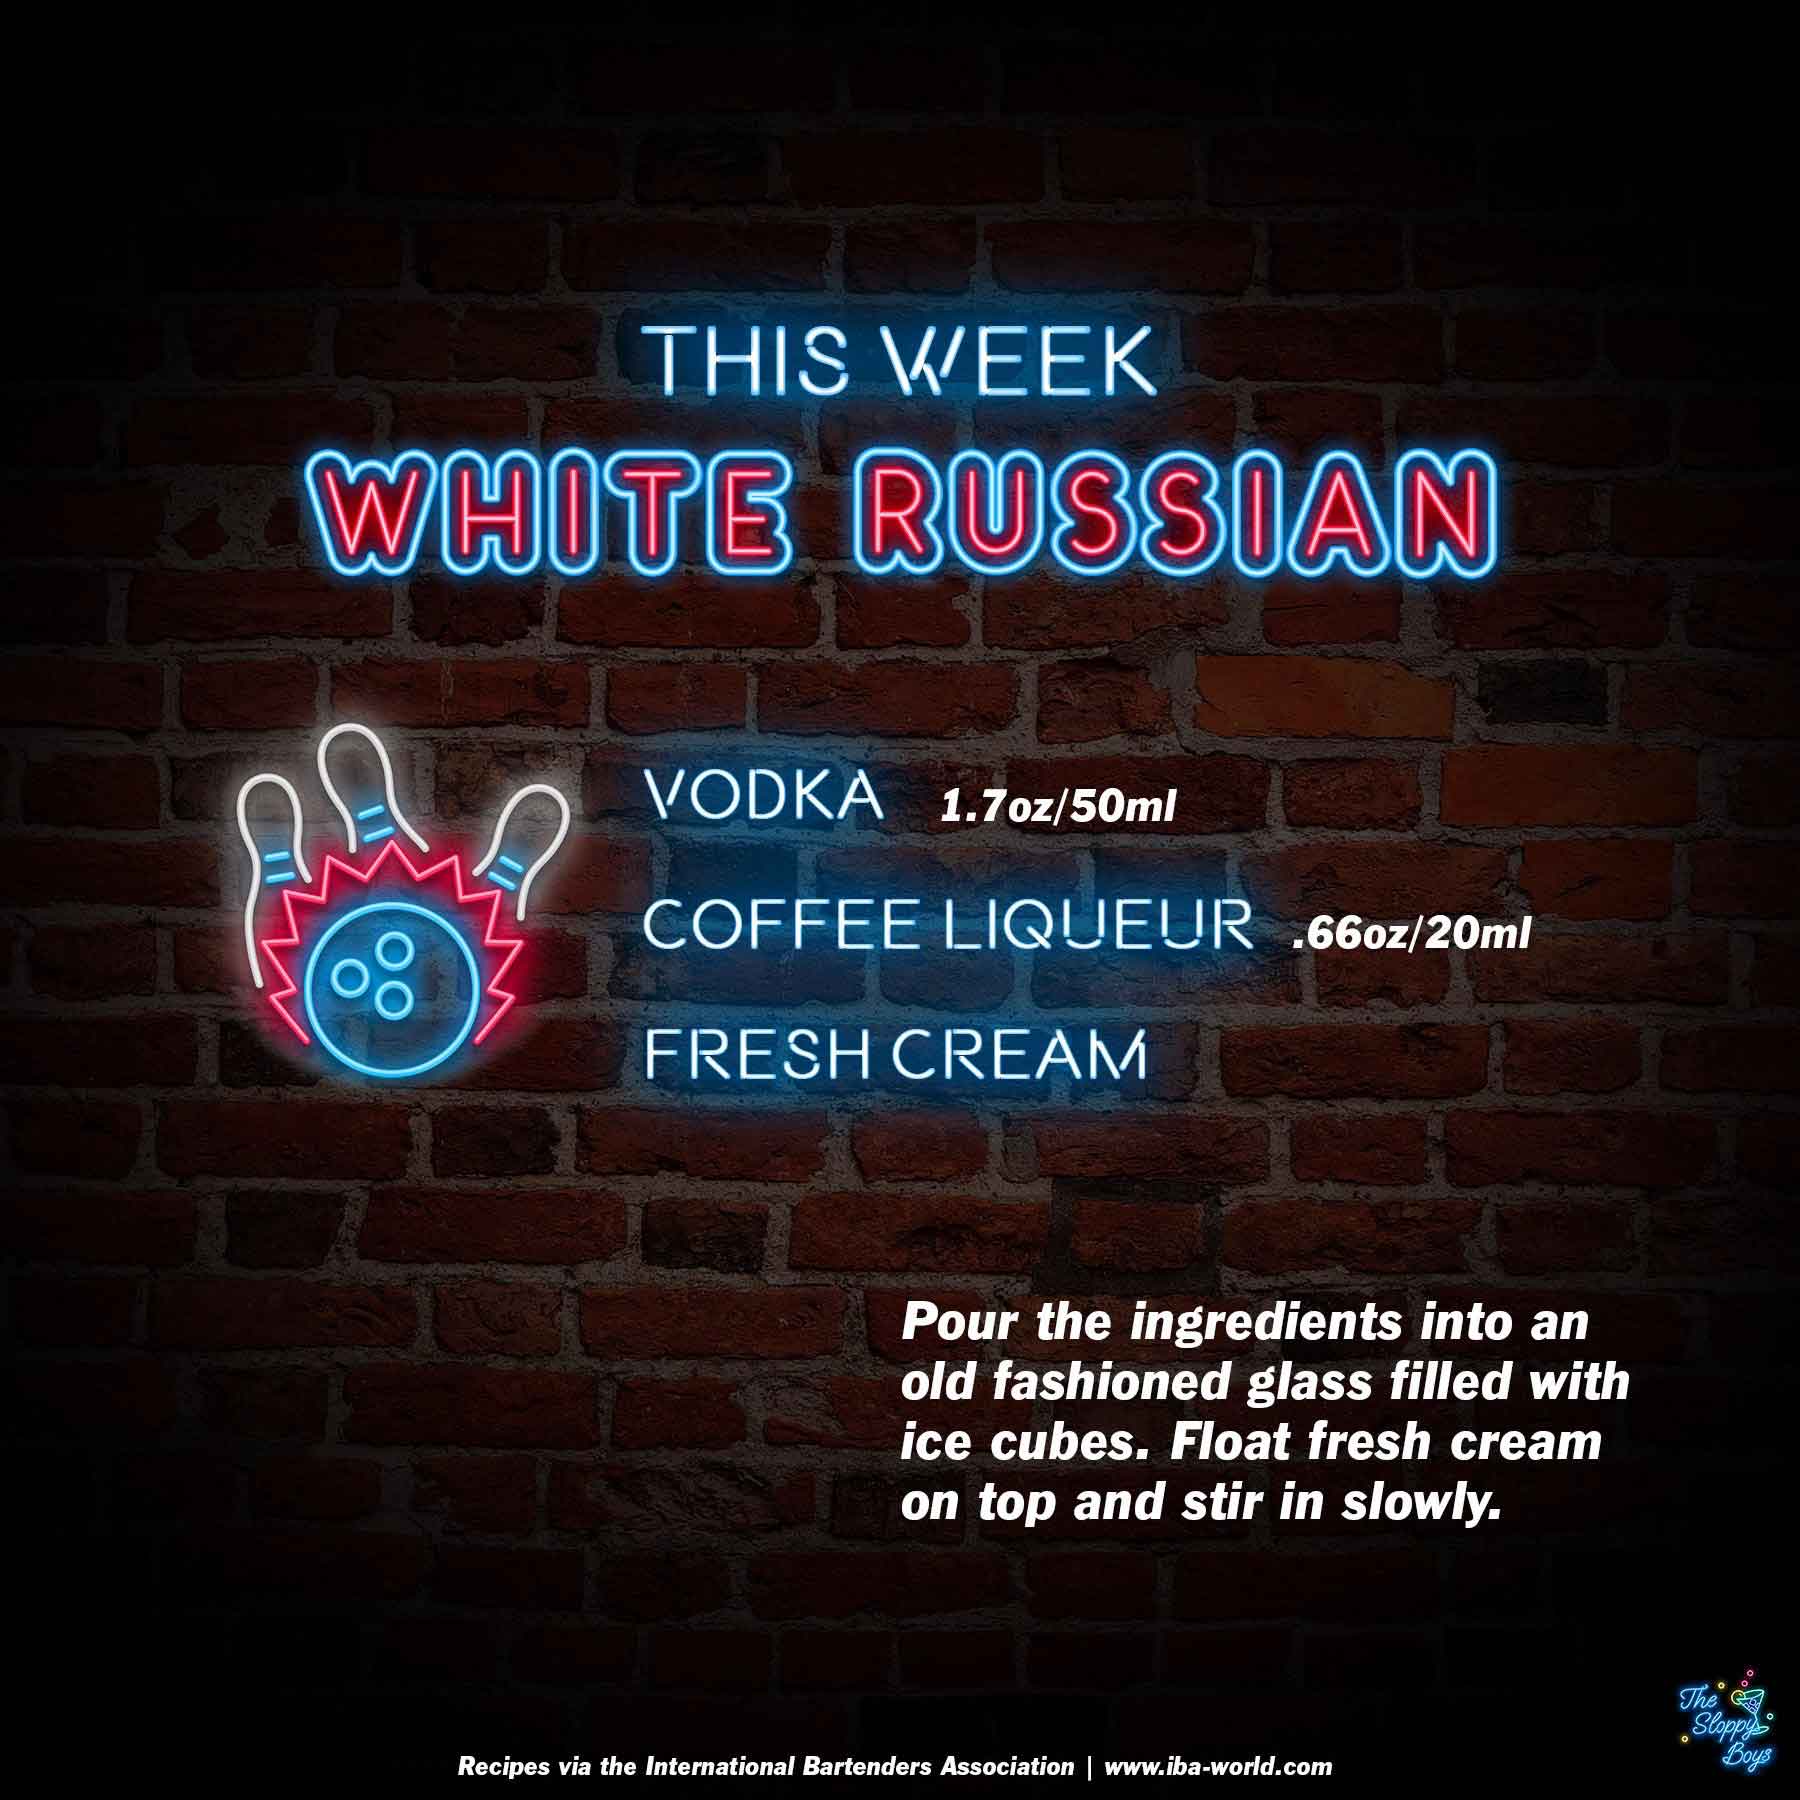 THIS WEEK
WHITE RUSSIAN
VODKA 1.7oz/50ml
COFFEE LIQUEUR .66oz/20ml
FRESH CREAM
Pour the ingredients into an
old fashioned glass filled with
ice cubes. Float fresh cream
on top and stir in slowly.
The
Sloppy
Boys
Recipes via the International Bartenders Association | www.iba-world.com